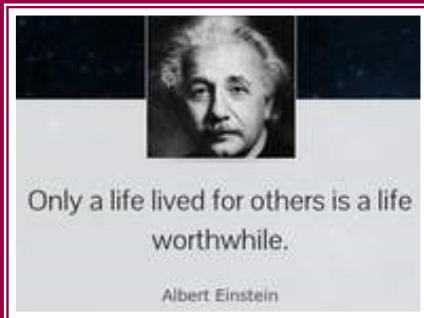 Only a life lived for others is a life
worthwhile.
Albert Einstein